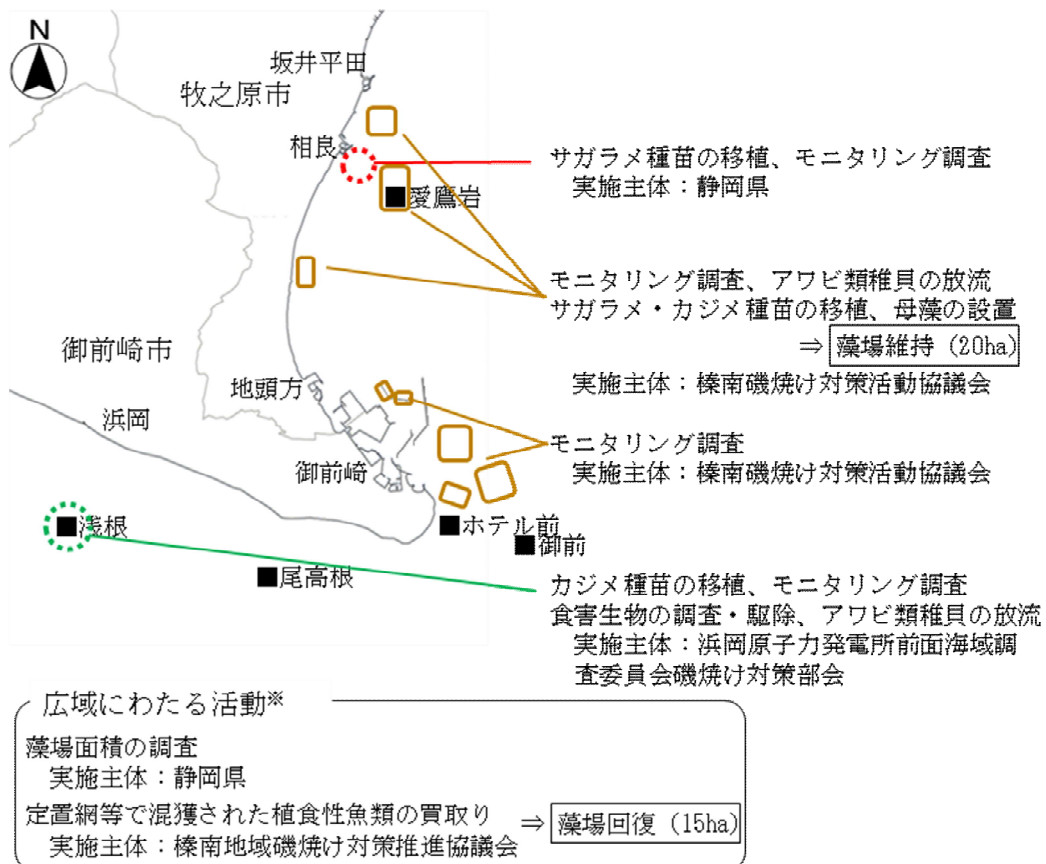 N
坂井平田
牧之原市
相良
サガラメ種苗の移植、モニタリング調査
実施主体：静岡県
■愛鷹岩
モニタリング調査、アワビ類稚貝の放流
サガラメ・カジメ種苗の移植、母藻の設置
⇒ 藻場維持（20ha）
実施主体：榛南磯焼け対策活動協議会
御前崎市
地頭方
浜岡
モニタリング調査
実施主体：榛南磯焼け対策活動協議会
御前崎
■浅根
■ホテル前
■御前
■尾高根
カジメ種苗の移植、モニタリング調査
食害生物の調査・駆除、アワビ類稚貝の放流
実施主体：浜岡原子力発電所前面海域調
査委員会磯焼け対策部会
広域にわたる活動※
藻場面積の調査
実施主体：静岡県
定置網等で混獲された植食性魚類の買取り ⇒ 藻場回復（15ha）
実施主体：榛南地域磯焼け対策推進協議会